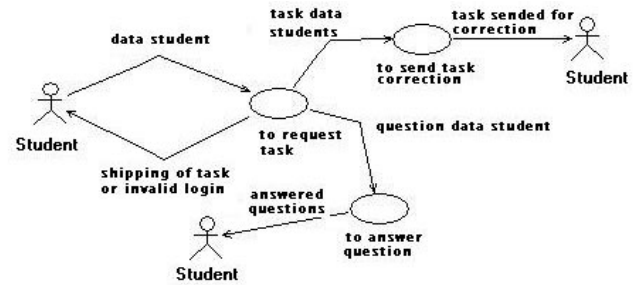 task data
students
task sended for
correction
data student
to send task
correction
Student
Student
to request
task
question data student
shipping of task
or invalid login
answered
questions
to answer
question
Student